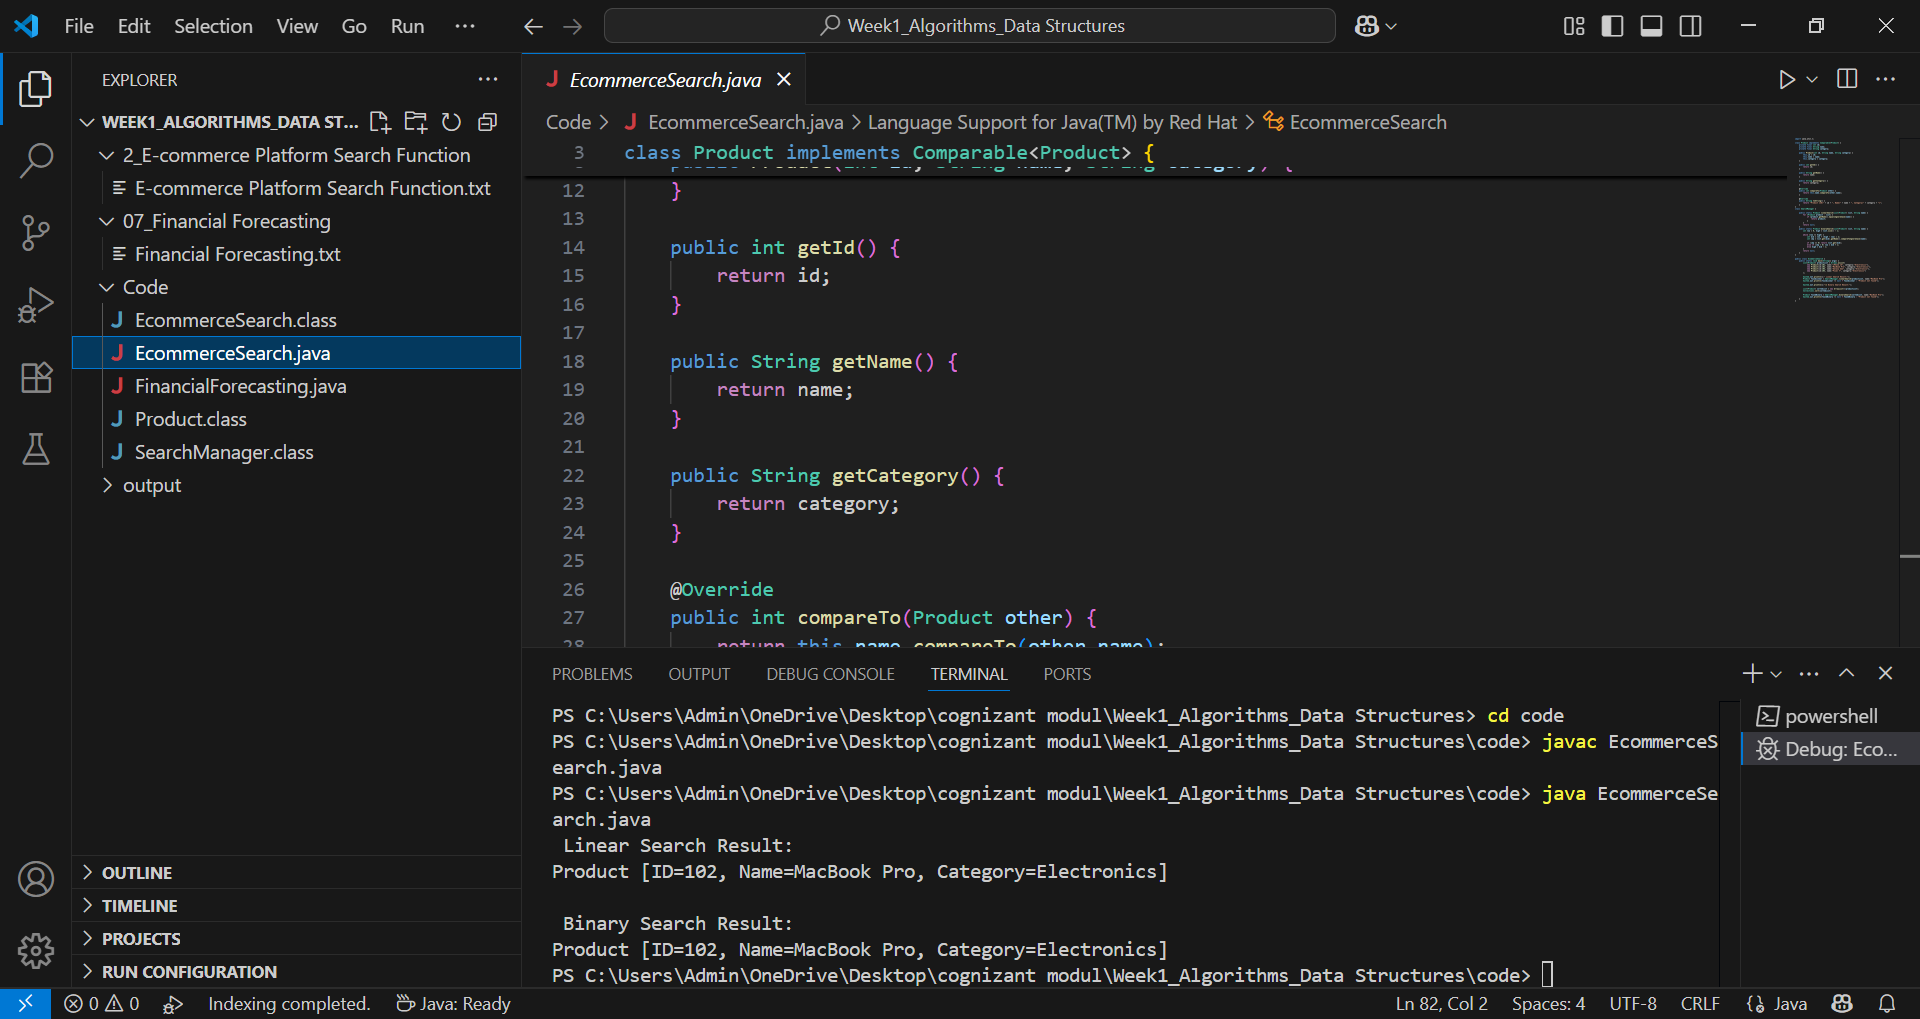 File Edit Selection View Go Run ··· Week1_Algorithms_Data Structures
EXPLORER
WEEK1_ALGORITHMS_DATA ST...
2_E-commerce Platform Search Function
E-commerce Platform Search Function.txt
07_Financial Forecasting
Financial Forecasting.txt
Code
EcommerceSearch.class
EcommerceSearch.java
FinancialForecasting.java
Product.class
SearchManager.class
output
OUTLINE
TIMELINE
PROJECTS
RUN CONFIGURATION
EcommerceSearch.java
Code > EcommerceSearch.java > Language Support for Java(TM) by Red Hat > EcommerceSearch
3 class Product implements Comparable<Product> {
12 }
13
14 public int getId() {
15 return id;
16 }
17
18 public String getName() {
19 return name;
20 }
21
22 public String getCategory() {
23 return category;
24 }
25
26 @Override
27 public int compareTo(Product other) {
28 return this.name.compareTo(other.name);
PROBLEMS OUTPUT DEBUG CONSOLE TERMINAL PORTS
PS C:\Users\Admin\OneDrive\Desktop\cognizant modul\Week1_Algorithms_Data Structures> cd code
PS C:\Users\Admin\OneDrive\Desktop\cognizant modul\Week1_Algorithms_Data Structures\code> javac EcommerceS
earch.java
PS C:\Users\Admin\OneDrive\Desktop\cognizant modul\Week1_Algorithms_Data Structures\code> java EcommerceSe
arch.java
Linear Search Result:
Product [ID=102, Name=MacBook Pro, Category=Electronics]
Binary Search Result:
Product [ID=102, Name=MacBook Pro, Category=Electronics]
PS C:\Users\Admin\OneDrive\Desktop\cognizant modul\Week1_Algorithms_Data Structures\code>
powershell
Debug: Eco...
0 0 Indexing completed. Java: Ready Ln 82, Col 2 Spaces: 4 UTF-8 CRLF Java